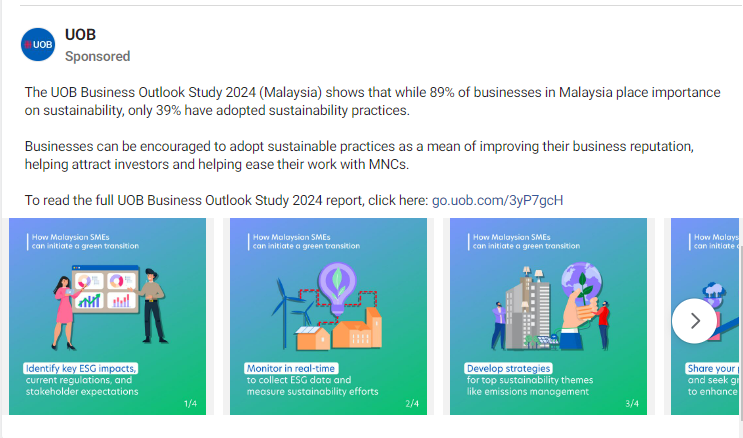 UOB
UOB
Sponsored
The UOB Business Outlook Study 2024 (Malaysia) shows that while 89% of businesses in Malaysia place importance
on sustainability, only 39% have adopted sustainability practices.
Businesses can be encouraged to adopt sustainable practices as a mean of improving their business reputation,
helping attract investors and helping ease their work with MNCs.
To read the full UOB Business Outlook Study 2024 report, click here: go.uob.com/3yP7gcH
How Malaysian SMEs
can initiate a green transition
Identify key ESG impacts,
current regulations, and
stakeholder expectations
1/4
How Malaysian SMEs
can initiate a green transition
Monitor in real-time
to collect ESG data and
measure sustainability efforts
2/4
How Malaysian SMEs
can initiate a green transition
Develop strategies
for top sustainability themes
like emissions management
3/4
How Malays
can initiate
Share your
and seek
to enhance